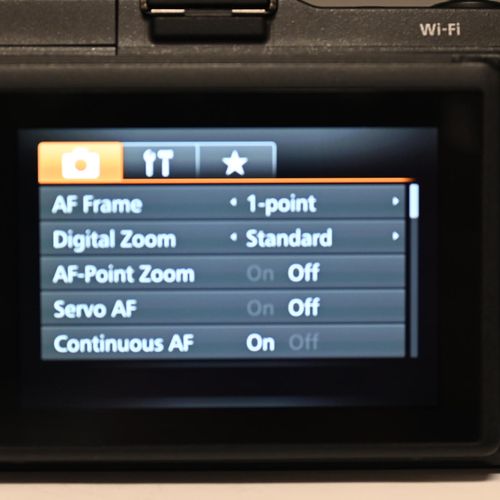 Wi-Fi
AF Frame 1-point
Digital Zoom Standard
AF-Point Zoom On Off
Servo AF On Off
Continuous AF On Off